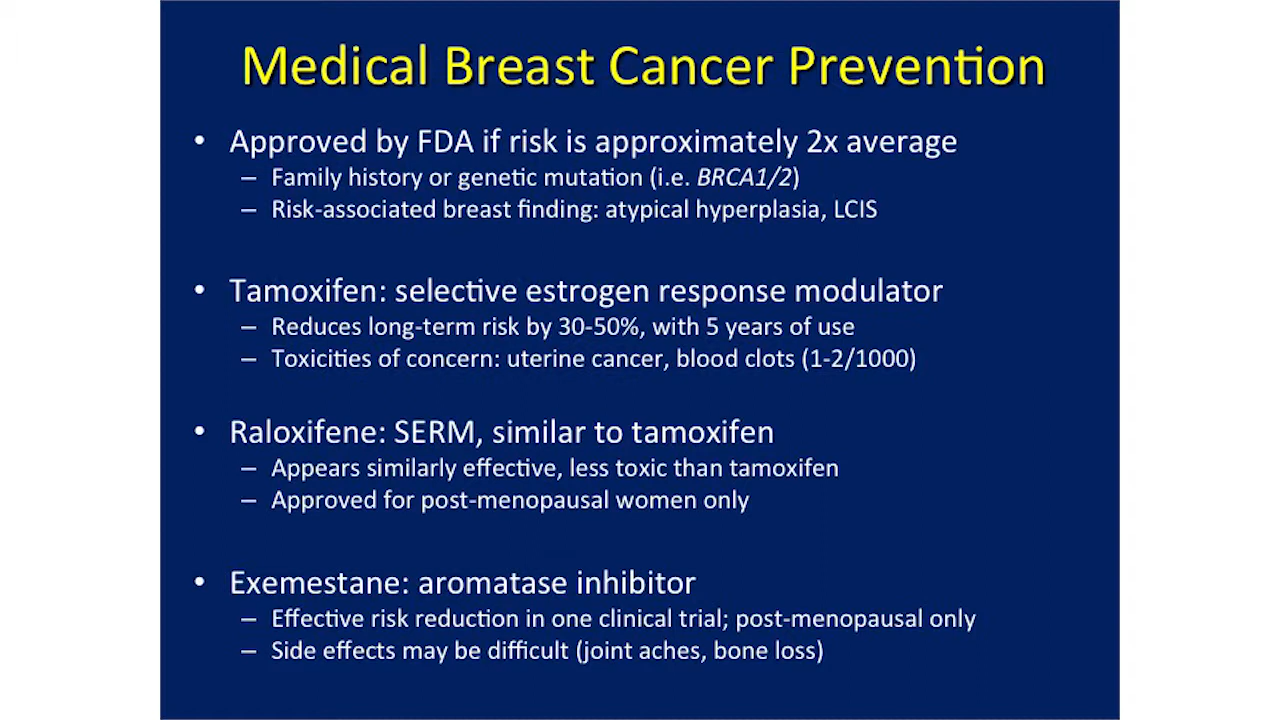 Medical Breast Cancer Prevention
• Approved by FDA if risk is approximately 2x average
– Family history or genetic mutation (i.e. BRCA1/2)
– Risk-associated breast finding: atypical hyperplasia, LCIS
• Tamoxifen: selective estrogen response modulator
– Reduces long-term risk by 30-50%, with 5 years of use
– Toxicities of concern: uterine cancer, blood clots (1-2/1000)
• Raloxifene: SERM, similar to tamoxifen
– Appears similarly effective, less toxic than tamoxifen
– Approved for post-menopausal women only
• Exemestane: aromatase inhibitor
– Effective risk reduction in one clinical trial; post-menopausal only
– Side effects may be difficult (joint aches, bone loss)